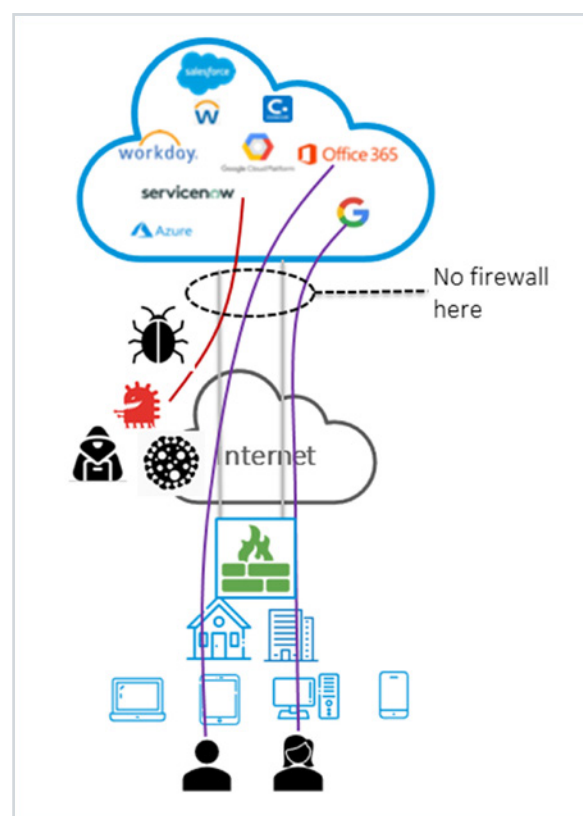 salesforce
W
C.
workday.
Google Cloud Platform
Office 365
servicenow
G
Azure
No firewall
here
Internet